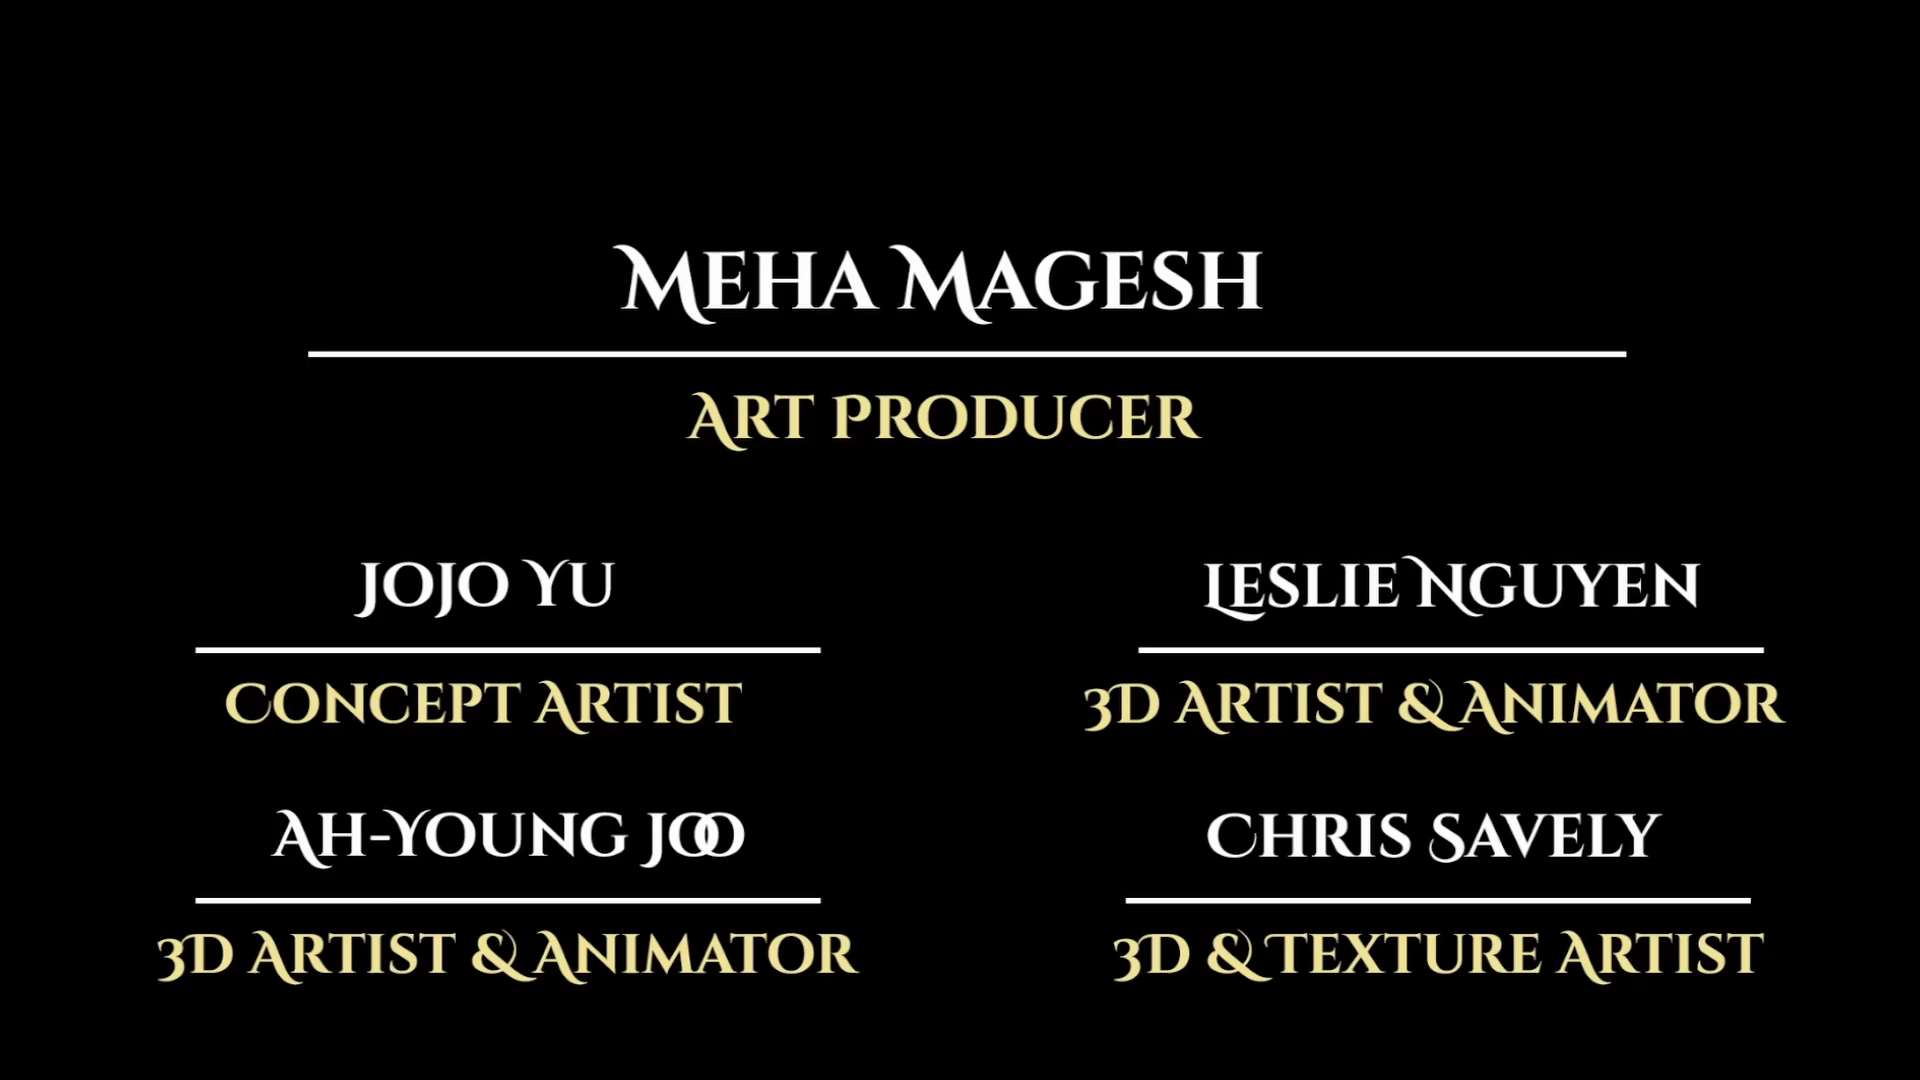 Meha Magesh
Art Producer
Jojo Yu
Leslie Nguyen
Concept Artist
3D Artist & Animator
Ah-Young Joo
Chris Savely
3D Artist & Animator
3D & Texture Artist